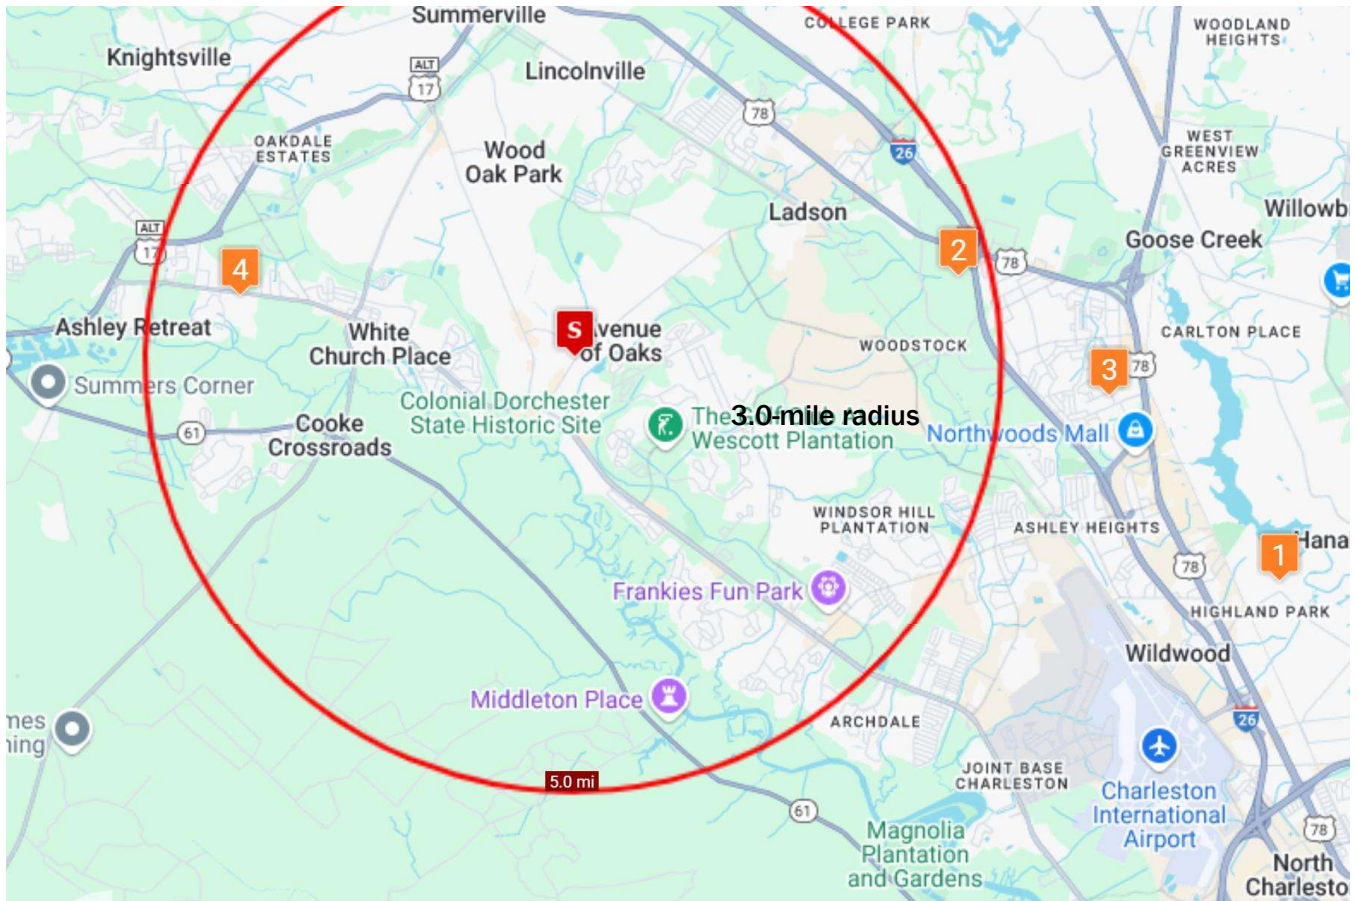 Summerville
COLLEGE PARK
WOODLAND
HEIGHTS
Knightsville
ALT
17
Lincolnville
78
OAKDALE
ESTATES
Wood
Oak Park
26
WEST
GREENVIEW
ACRES
Ladson
ALT
17
4
2
78
Goose Creek
Ashley Retreat
White
Church Place
S
of Oaks
WOODSTOCK
CARLTON PLACE
3
78
Summers Corner
Colonial Dorchester
State Historic Site
The
3.0-mile radius
Wescott Plantation
Northwoods Mall
61
Cooke
Crossroads
WINDSOR HILL
PLANTATION
ASHLEY HEIGHTS
1
78
Frankies Fun Park
HIGHLAND PARK
Wildwood
Middleton Place
ARCHDALE
26
5.0 mi
JOINT BASE
CHARLESTON
Charleston
International
Airport
61
78
Magnolia
Plantation
and Gardens
North